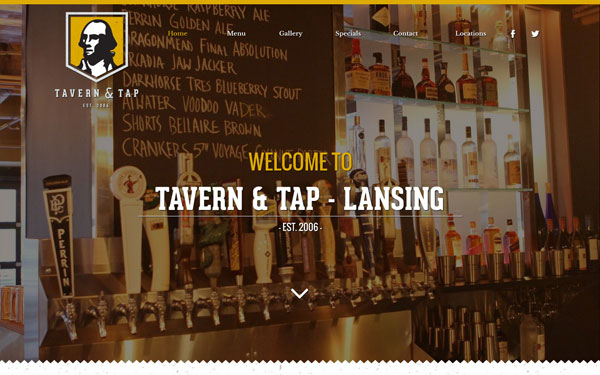 RASPBERRY ALE
PERRIN GOLDEN ALE
DRAGONMEAD FINAL ABSOLUTION
ARCADIA JAW JACKER
DARKHORSE TRES BLUEBERRY STOUT
ATWATER VOODOO VADER
SHORTS BELLAIRE BROWN
CRANKERS 5TH VOYAGE
Home Menu Gallery Specials Contact Locations
TAVERN & TAP
EST. 2006
WELCOME TO
TAVERN & TAP - LANSING
- EST. 2006 -
PERRIN